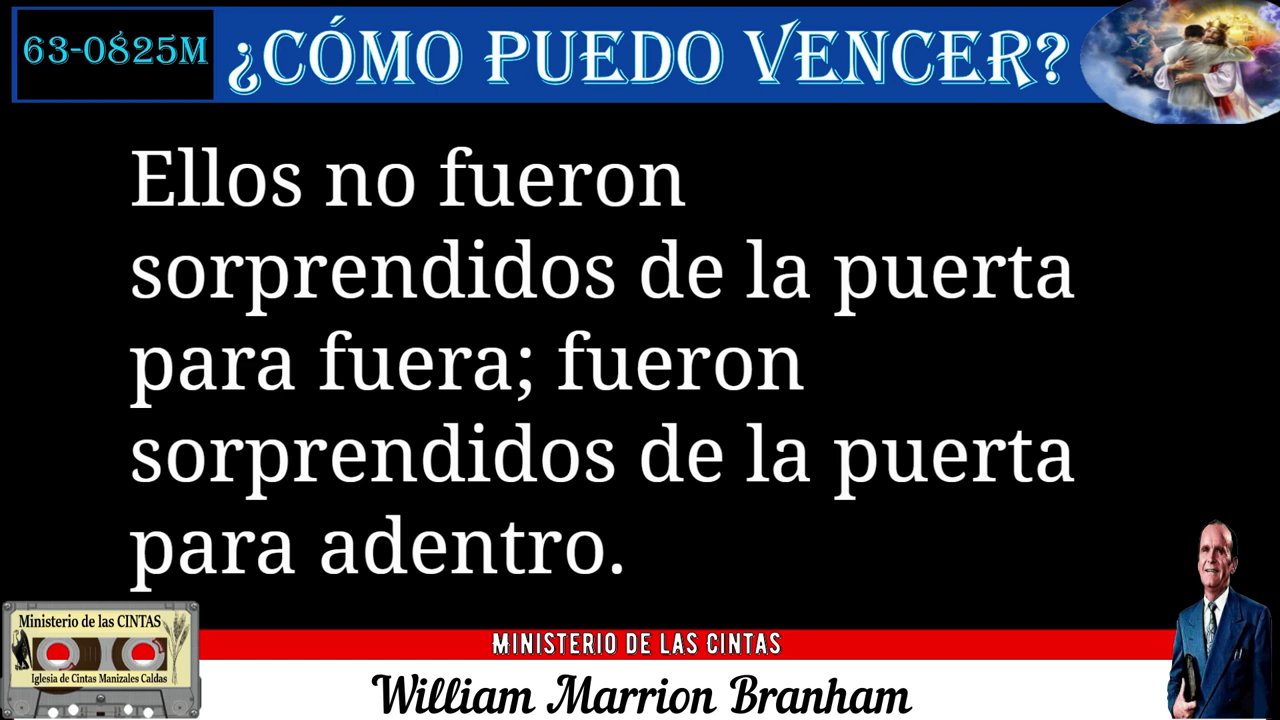 63-0825M
¿CÓMO PUEDO VENCER?
Ellos no fueron
sorprendidos de la puerta
para fuera; fueron
sorprendidos de la puerta
para adentro.
Ministerio de las CINTAS
Iglesia de Cintas Manizales Caldas
MINISTERIO DE LAS CINTAS
William Marrion Branham